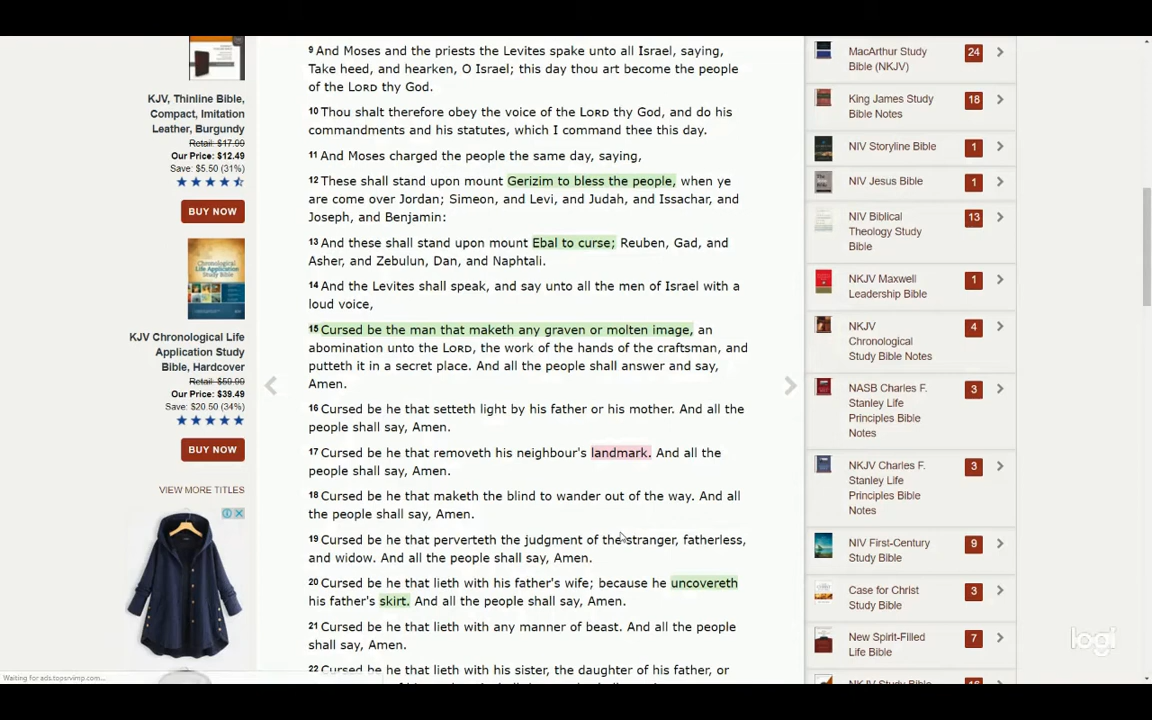 KJV, Thinline Bible,
Compact, Imitation
Leather, Burgundy
Retail: $17.99
Our Price: $12.49
Save: $5.50 (31%)
BUY NOW
KJV Chronological Life
Application Study
Bible, Hardcover
Retail: $59.99
Our Price: $39.49
Save: $20.50 (34%)
BUY NOW
VIEW MORE TITLES
9 And Moses and the priests the Levites spake unto all Israel, saying,
Take heed, and hearken, O Israel; this day thou art become the people
of the LORD thy God.
10 Thou shalt therefore obey the voice of the LORD thy God, and do his
commandments and his statutes, which I command thee this day.
11 And Moses charged the people the same day, saying,
12 These shall stand upon mount Gerizim to bless the people, when ye
are come over Jordan; Simeon, and Levi, and Judah, and Issachar, and
Joseph, and Benjamin:
13 And these shall stand upon mount Ebal to curse; Reuben, Gad, and
Asher, and Zebulun, Dan, and Naphtali.
14 And the Levites shall speak, and say unto all the men of Israel with a
loud voice,
15 Cursed be the man that maketh any graven or molten image, an
abomination unto the LORD, the work of the hands of the craftsman, and
putteth it in a secret place. And all the people shall answer and say,
Amen.
16 Cursed be he that setteth light by his father or his mother. And all the
people shall say, Amen.
17 Cursed be he that removeth his neighbour's landmark. And all the
people shall say, Amen.
18 Cursed be he that maketh the blind to wander out of the way. And all
the people shall say, Amen.
19 Cursed be he that perverteth the judgment of the stranger, fatherless,
and widow. And all the people shall say, Amen.
20 Cursed be he that lieth with his father's wife; because he uncovereth
his father's skirt. And all the people shall say, Amen.
21 Cursed be he that lieth with any manner of beast. And all the people
shall say, Amen.
22 Cursed be he that lieth with his sister, the daughter of his father, or
MacArthur Study
Bible (NKJV)
24
King James Study
Bible Notes
18
NIV Storyline Bible
1
NIV Jesus Bible
1
NIV Biblical
Theology Study
Bible
13
NKJV Maxwell
Leadership Bible
1
NKJV
Chronological
Study Bible Notes
4
NASB Charles F.
Stanley Life
Principles Bible
Notes
3
NKJV Charles F.
Stanley Life
Principles Bible
Notes
3
NIV First-Century
Study Bible
9
Case for Christ
Study Bible
3
New Spirit-Filled
Life Bible
7
NKJV Study Bible
logi
Waiting for ads.topsrvimp.com...